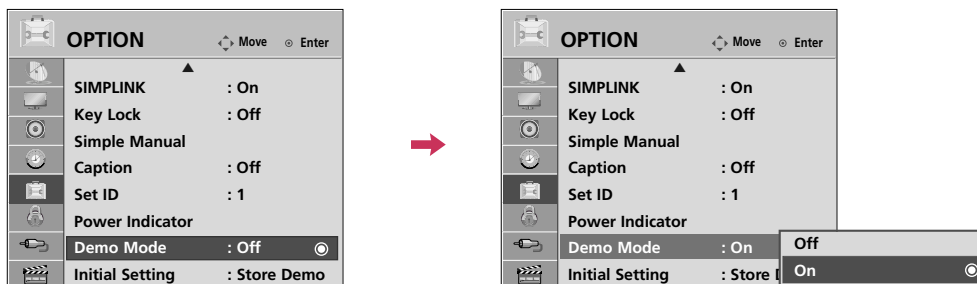 OPTION Move Enter
SIMPLINK : On
Key Lock : Off
Simple Manual
Caption : Off
Set ID : 1
Power Indicator
Demo Mode : Off
Initial Setting : Store Demo
OPTION Move Enter
SIMPLINK : On
Key Lock : Off
Simple Manual
Caption : Off
Set ID : 1
Power Indicator
Demo Mode : On
Initial Setting : Store
Off
On